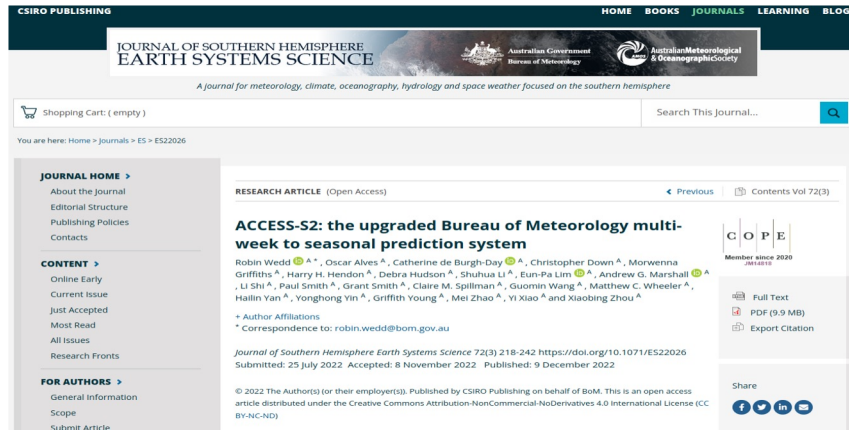 CSIRO PUBLISHING
HOME BOOKS JOURNALS LEARNING BLOG
JOURNAL OF SOUTHERN HEMISPHERE
EARTH SYSTEMS SCIENCE
Australian Government
Bureau of Meteorology
AMOS
AustralianMeteorological
& OceanographicSociety
A journal for meteorology, climate, oceanography, hydrology and space weather focused on the southern hemisphere
Shopping Cart: ( empty )
Search This Journal...
You are here: Home > Journals > ES > ES22026
JOURNAL HOME >
About the Journal
Editorial Structure
Publishing Policies
Contacts
CONTENT >
Online Early
Current Issue
Just Accepted
Most Read
All Issues
Research Fronts
FOR AUTHORS >
General Information
Scope
Submit Article
RESEARCH ARTICLE (Open Access)
Previous
Contents Vol 72(3)
ACCESS-S2: the upgraded Bureau of Meteorology multi-
week to seasonal prediction system
Robin Wedd iD A * , Oscar Alves A , Catherine de Burgh-Day iD A , Christopher Down A , Morwenna
Griffiths A , Harry H. Hendon A , Debra Hudson A , Shuhua Li A , Eun-Pa Lim iD A , Andrew G. Marshall iD A
, Li Shi A , Paul Smith A , Grant Smith A , Claire M. Spillman A , Guomin Wang A , Matthew C. Wheeler A ,
Hailin Yan A , Yonghong Yin A , Griffith Young A , Mei Zhao A , Yi Xiao A and Xiaobing Zhou A
+ Author Affiliations
* Correspondence to: robin.wedd@bom.gov.au
Journal of Southern Hemisphere Earth Systems Science 72(3) 218-242 https://doi.org/10.1071/ES22026
Submitted: 25 July 2022 Accepted: 8 November 2022 Published: 9 December 2022
© 2022 The Author(s) (or their employer(s)). Published by CSIRO Publishing on behalf of BoM. This is an open access
article distributed under the Creative Commons Attribution-NonCommercial-NoDerivatives 4.0 International License (CC
BY-NC-ND)
C O P E
Member since 2020
JM14818
Full Text
PDF (9.9 MB)
Export Citation
Share